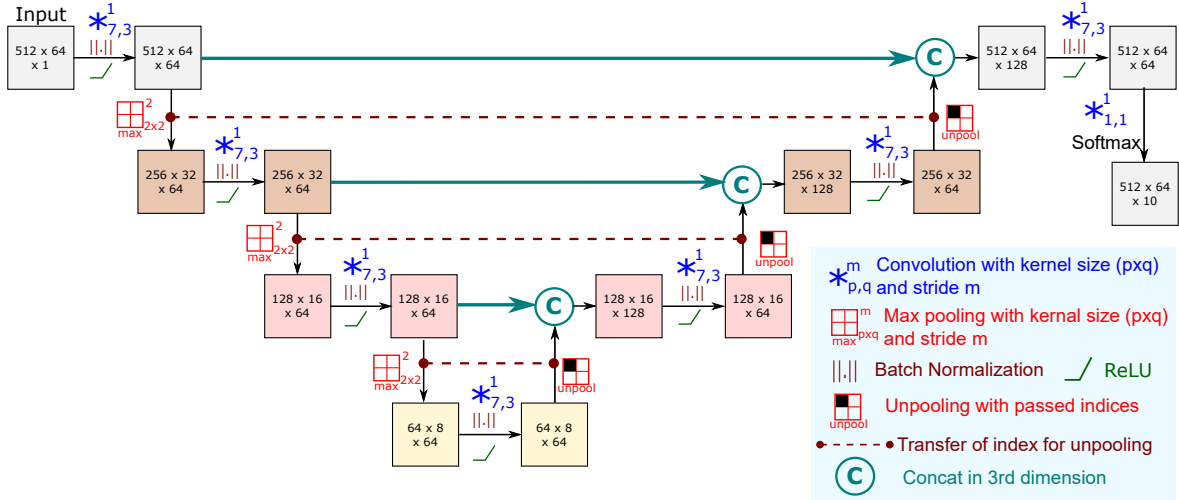 Input
512 x 64
x 1
*1 7,3
||.||
512 x 64
x 64
C
512 x 64
x 128
*1 7,3
||.||
512 x 64
x 64
max 2 2x2
unpool
*1 1,1
Softmax
512 x 64
x 10
256 x 32
x 64
*1 7,3
||.||
256 x 32
x 64
C
256 x 32
x 128
*1 7,3
||.||
256 x 32
x 64
max 2 2x2
unpool
128 x 16
x 64
*1 7,3
||.||
128 x 16
x 64
C
128 x 16
x 128
*1 7,3
||.||
128 x 16
x 64
max 2 2x2
unpool
64 x 8
x 64
*1 7,3
||.||
64 x 8
x 64
*m p,q Convolution with kernel size (pxq)
and stride m
max m pxq Max pooling with kernal size (pxq)
and stride m
||.|| Batch Normalization
ReLU
unpool Unpooling with passed indices
Transfer of index for unpooling
C Concat in 3rd dimension